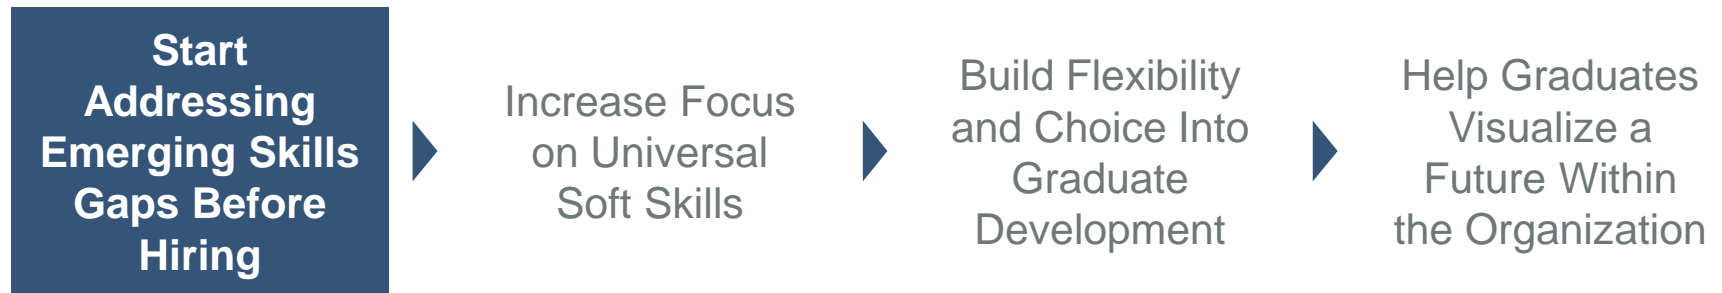 Start
Addressing
Emerging Skills
Gaps Before
Hiring
Increase Focus
on Universal
Soft Skills
Build Flexibility
and Choice Into
Graduate
Development
Help Graduates
Visualize a
Future Within
the Organization